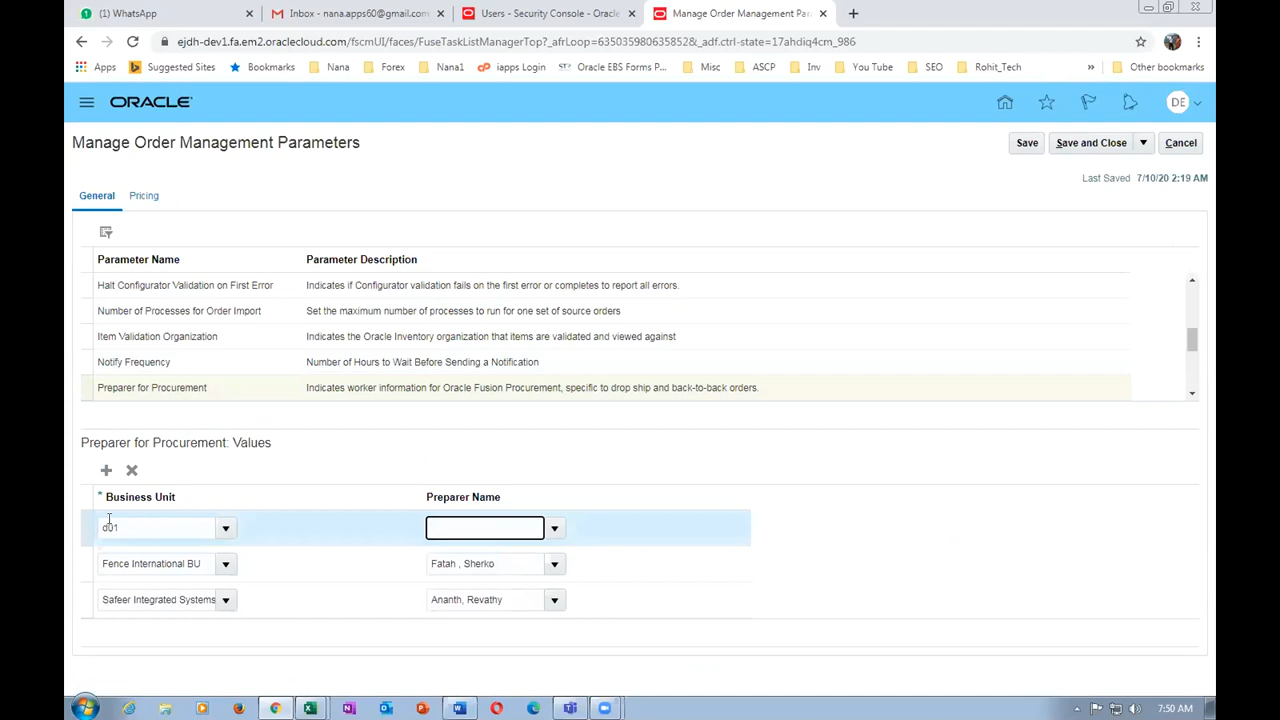 (1) WhatsApp
Inbox - nana.apps60@gmail.com
Users - Security Console - Oracle
Manage Order Management Par
ejdh-dev1.fa.em2.oraclecloud.com/fscmUI/faces/FuseTaskListManagerTop?_afrLoop=6350359806358528&_adf.ctrl-state=17ahdiq4cm_986
Apps
Suggested Sites
Bookmarks
Nana
Forex
Nana1
iapps Login
Oracle EBS Forms P...
Misc
ASCP
Inv
You Tube
SEO
Rohit_Tech
»
Other bookmarks
ORACLE
DE
Manage Order Management Parameters
Save
Save and Close
Cancel
Last Saved 7/10/20 2:19 AM
General
Pricing
Parameter Name Parameter Description
Halt Configurator Validation on First Error Indicates if Configurator validation fails on the first error or completes to report all errors.
Number of Processes for Order Import Set the maximum number of processes to run for one set of source orders
Item Validation Organization Indicates the Oracle Inventory organization that items are validated and viewed against
Notify Frequency Number of Hours to Wait Before Sending a Notification
Preparer for Procurement Indicates worker information for Oracle Fusion Procurement, specific to drop ship and back-to-back orders.
Preparer for Procurement: Values
* Business Unit Preparer Name
d01
Fence International BU Fatah , Sherko
Safeer Integrated Systems Ananth, Revathy
7:50 AM